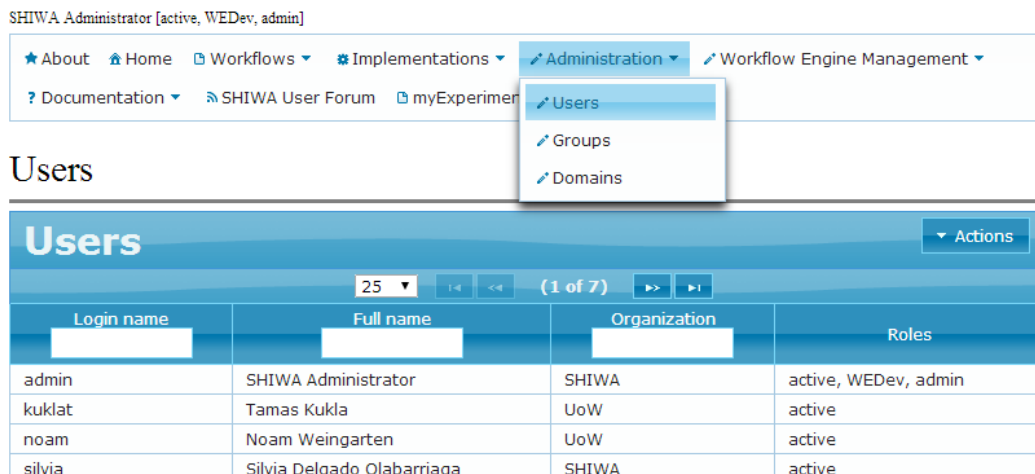 SHIWA Administrator [active, WEDev, admin]
About Home Workflows Implementations Administration Workflow Engine Management
? Documentation SHIWA User Forum myExperimen
Users
Groups
Domains
Users
Users
Actions
25 (1 of 7)
Login name Full name Organization Roles
admin SHIWA Administrator SHIWA active, WEDev, admin
kuklat Tamas Kukla UoW active
noam Noam Weingarten UoW active
silvia Silvia Delgado Olabarriaga SHIWA active